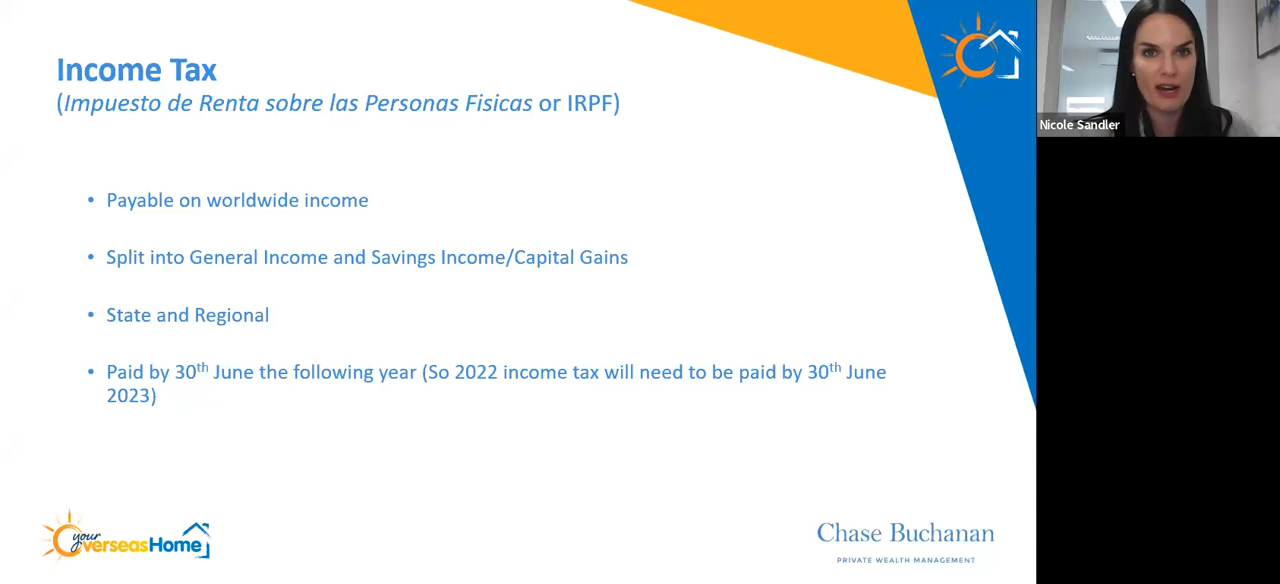 Income Tax
(Impuesto de Renta sobre las Personas Fisicas or IRPF)
• Payable on worldwide income
• Split into General Income and Savings Income/Capital Gains
• State and Regional
• Paid by 30th June the following year (So 2022 income tax will need to be paid by 30th June
2023)
Nicole Sandler
your
OverseasHome
Chase Buchanan
PRIVATE WEALTH MANAGEMENT